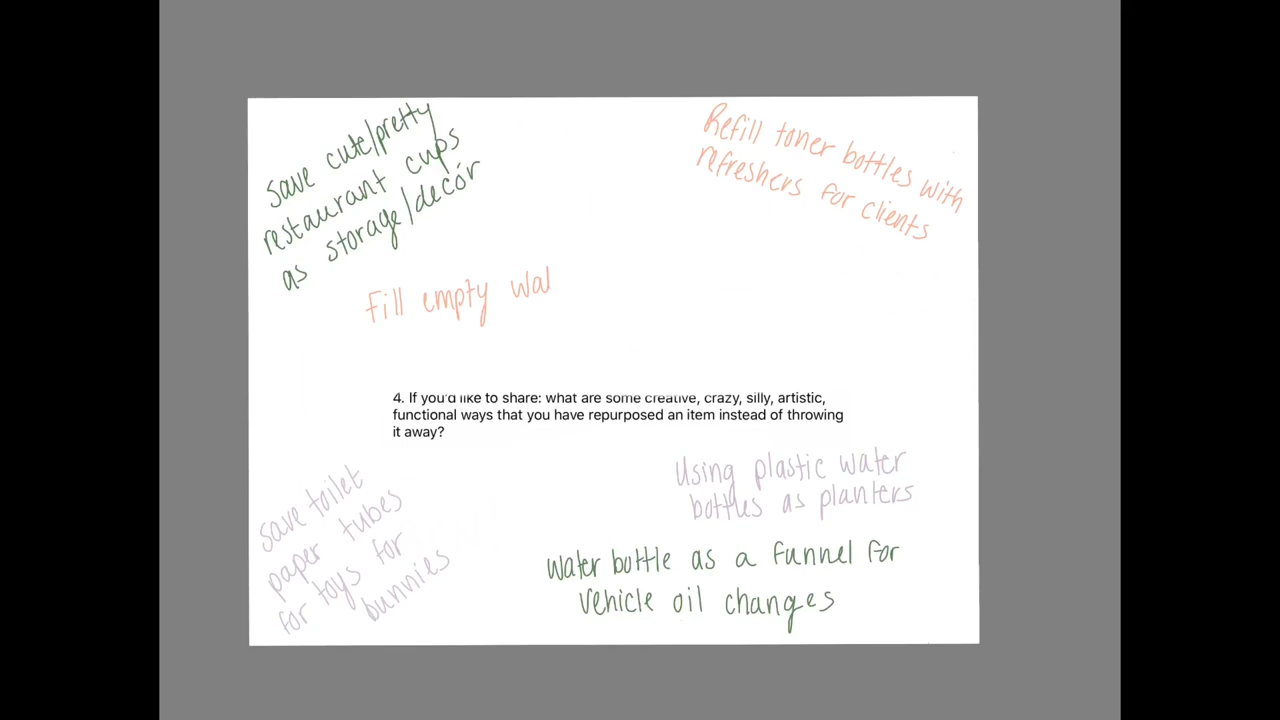 save cute/pretty
restaurant cups
as storage/decór
Refill toner bottles with
refreshers for clients
Fill empty wal
4. If you'd like to share: what are some creative, crazy, silly, artistic,
functional ways that you have repurposed an item instead of throwing
it away?
Using plastic water
bottles as planters
save toilet
paper tubes
for toys for
bunnies
water bottle as a funnel for
vehicle oil changes